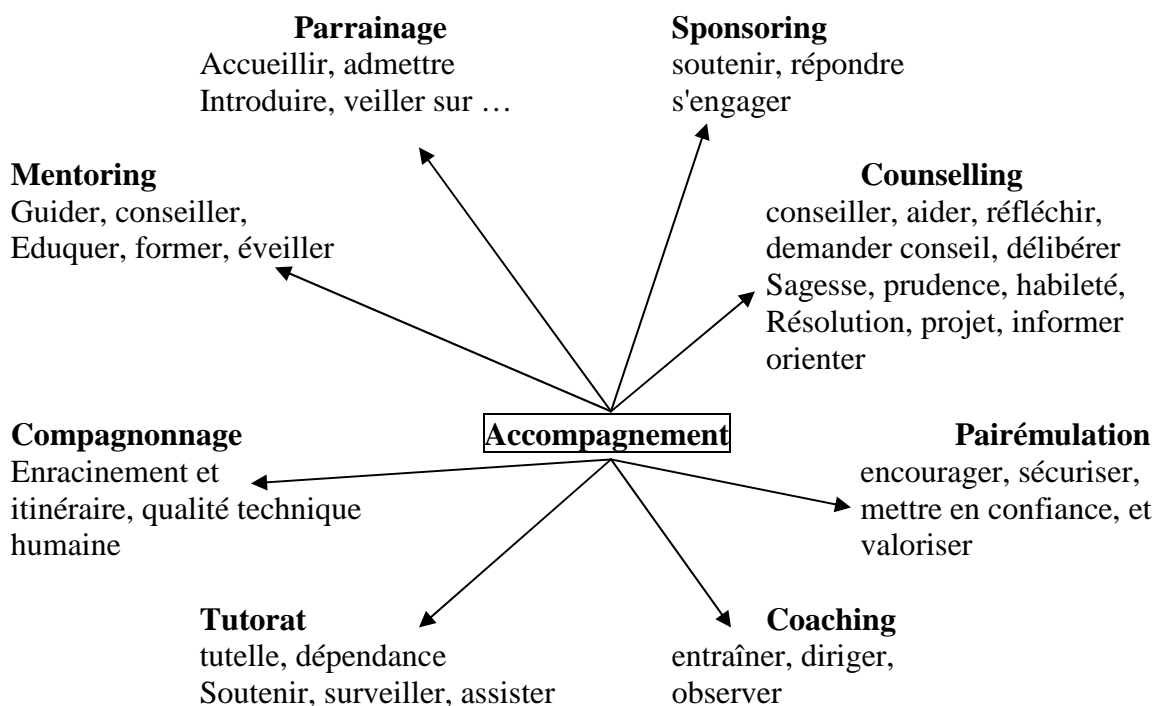 Parrainage
Accueillir, admettre
Introduire, veiller sur …
Sponsoring
soutenir, répondre
s'engager
Mentoring
Guider, conseiller,
Eduquer, former, éveiller
Counselling
conseiller, aider, réfléchir,
demander conseil, délibérer
Sagesse, prudence, habileté,
Résolution, projet, informer
orienter
Accompagnement
Compagnonnage
Enracinement et
itinéraire, qualité technique
humaine
Pairémulation
encourager, sécuriser,
mettre en confiance, et
valoriser
Tutorat
tutelle, dépendance
Soutenir, surveiller, assister
Coaching
entraîner, diriger,
observer